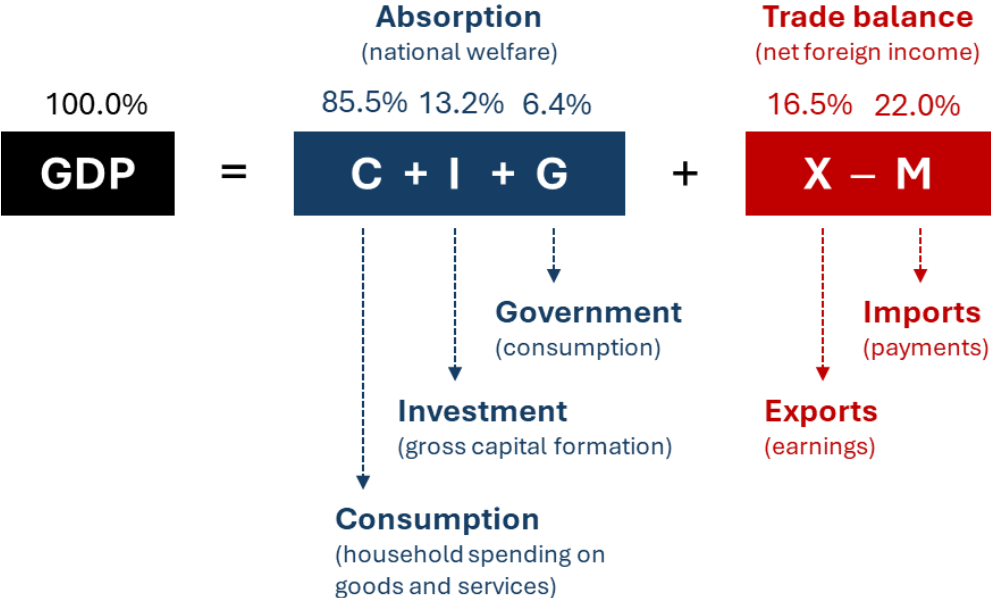 Absorption
(national welfare)
Trade balance
(net foreign income)
100.0%
85.5% 13.2% 6.4%
16.5% 22.0%
GDP = C + I + G + X – M
Government
(consumption)
Imports
(payments)
Investment
(gross capital formation)
Exports
(earnings)
Consumption
(household spending on
goods and services)